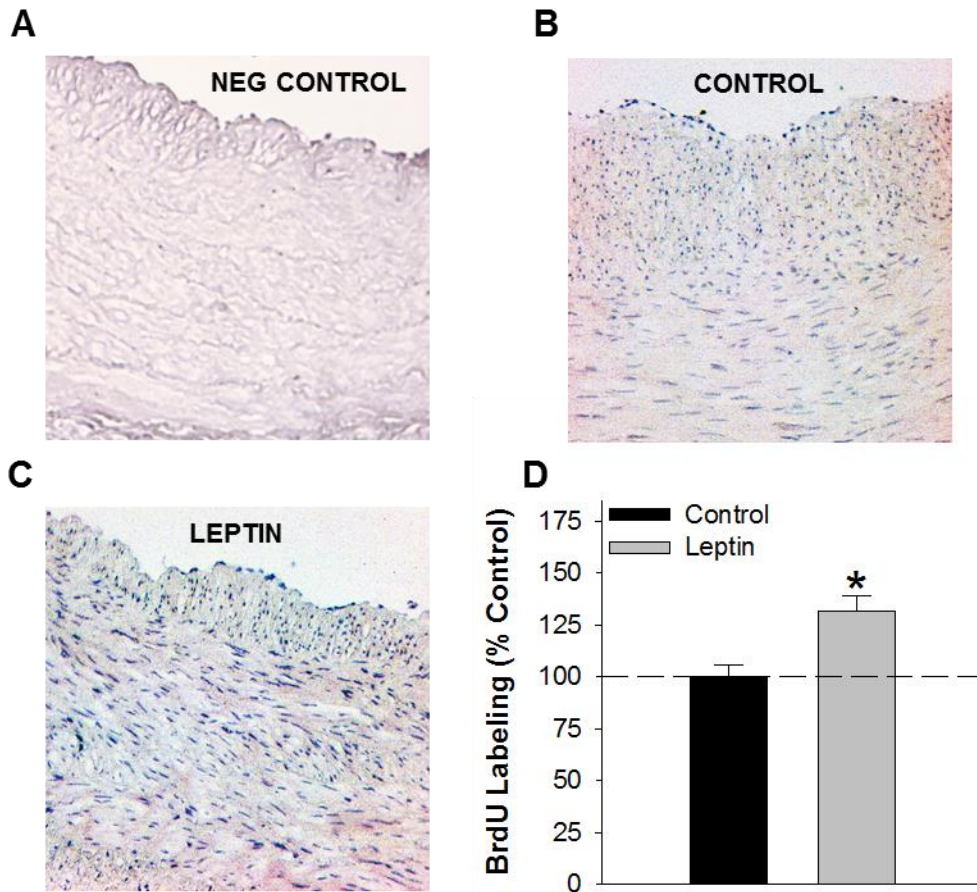 A
NEG CONTROL
B
CONTROL
C
LEPTIN
D
BrdU Labeling (% Control)
175
150
125
100
75
50
25
0
Control
Leptin
*